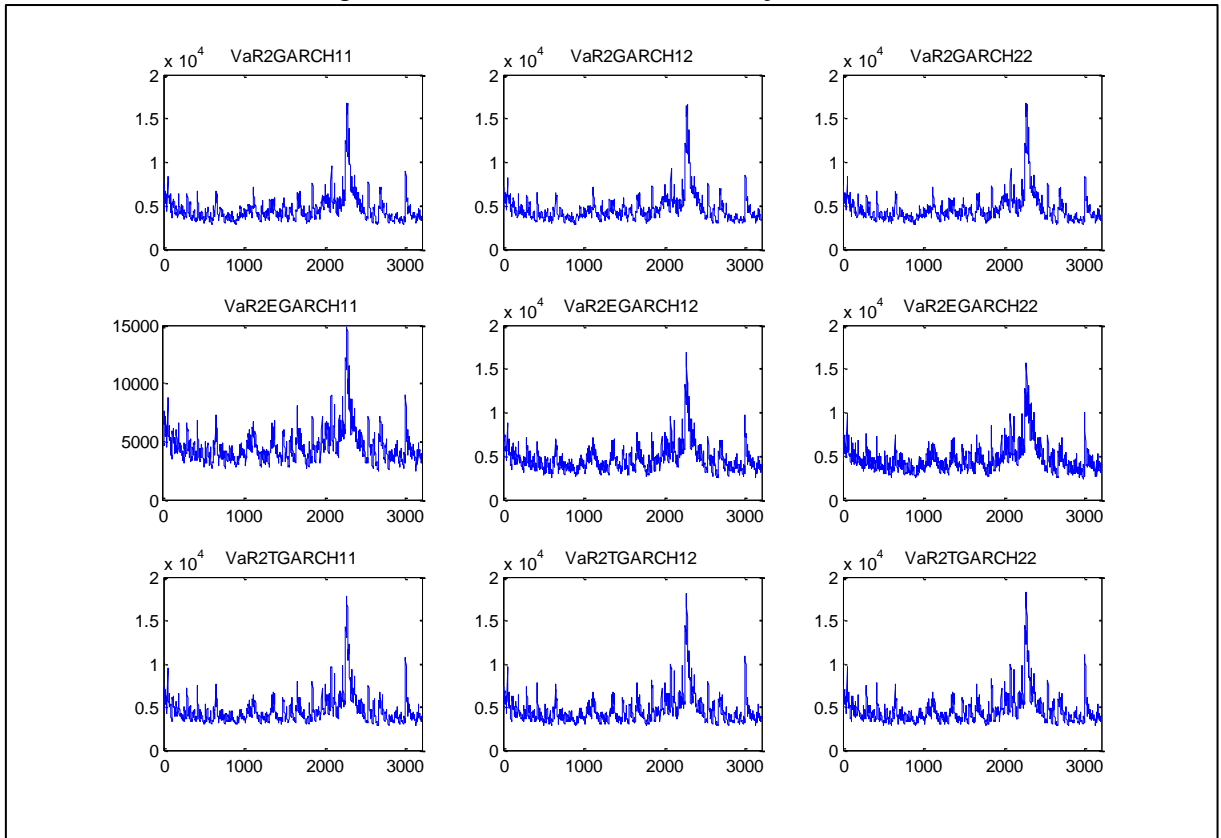 x 10^4 VaR2GARCH11
2
1.5
1
0.5
0
0 1000 2000 3000
x 10^4 VaR2GARCH12
2
1.5
1
0.5
0
0 1000 2000 3000
x 10^4 VaR2GARCH22
2
1.5
1
0.5
0
0 1000 2000 3000
VaR2EGARCH11
15000
10000
5000
0
0 1000 2000 3000
x 10^4 VaR2EGARCH12
2
1.5
1
0.5
0
0 1000 2000 3000
x 10^4 VaR2EGARCH22
2
1.5
1
0.5
0
0 1000 2000 3000
x 10^4 VaR2TGARCH11
2
1.5
1
0.5
0
0 1000 2000 3000
x 10^4 VaR2TGARCH12
2
1.5
1
0.5
0
0 1000 2000 3000
x 10^4 VaR2TGARCH22
2
1.5
1
0.5
0
0 1000 2000 3000